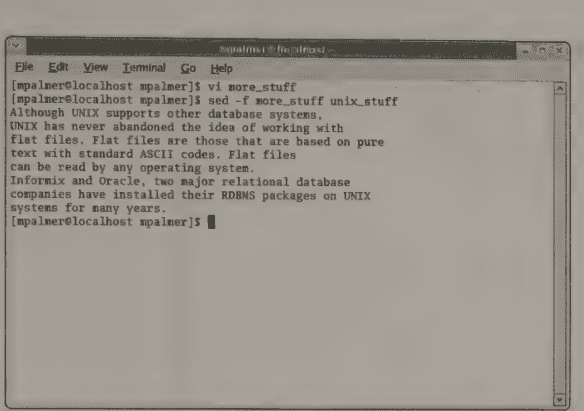 File Edit View Terminal Go Help
[mpalmer@localhost mpalmer]$ vi more_stuff
[mpalmer@localhost mpalmer]$ sed -f more_stuff unix_stuff
Although UNIX supports other database systems,
UNIX has never abandoned the idea of working with
flat files. Flat files are those that are based on pure
text with standard ASCII codes. Flat files
can be read by any operating system.
Informix and Oracle, two major relational database
companies have installed their RDBMS packages on UNIX
systems for many years.
[mpalmer@localhost mpalmer]$